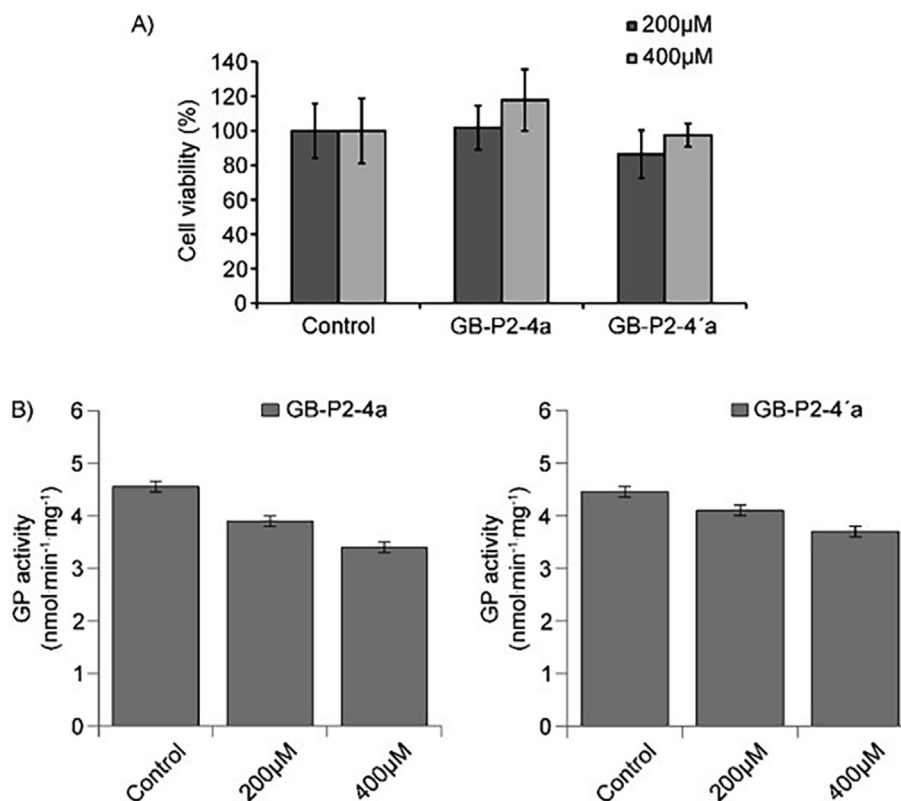 A)
200µM
400µM
Cell viability (%)
140
120
100
80
60
40
20
0
Control
GB-P2-4a
GB-P2-4´a
B)
GB-P2-4a
GP activity
(nmol·min⁻¹·mg⁻¹)
6
5
4
3
2
1
0
Control
200µM
400µM
GB-P2-4´a
GP activity
(nmol·min⁻¹·mg⁻¹)
6
5
4
3
2
1
0
Control
200µM
400µM